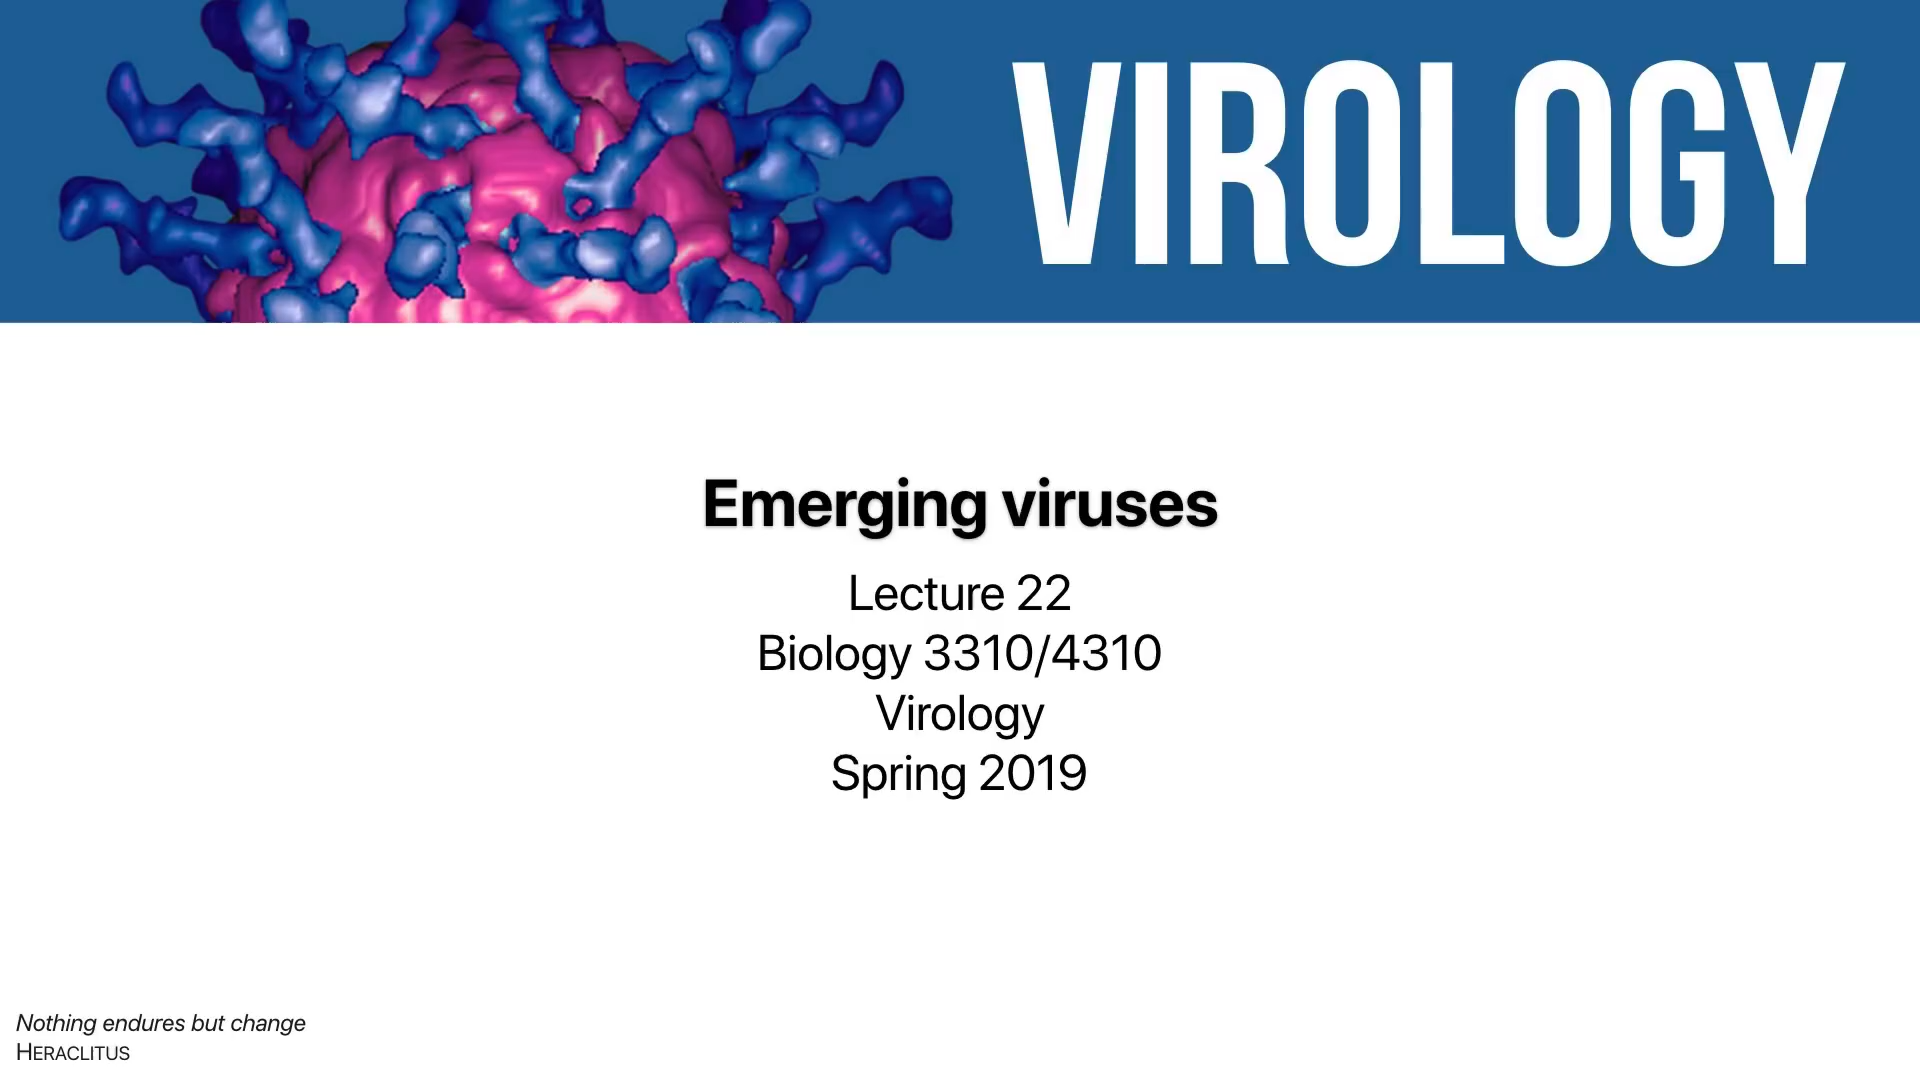 VIROLOGY
Emerging viruses
Lecture 22
Biology 3310/4310
Virology
Spring 2019
Nothing endures but change
HERACLITUS